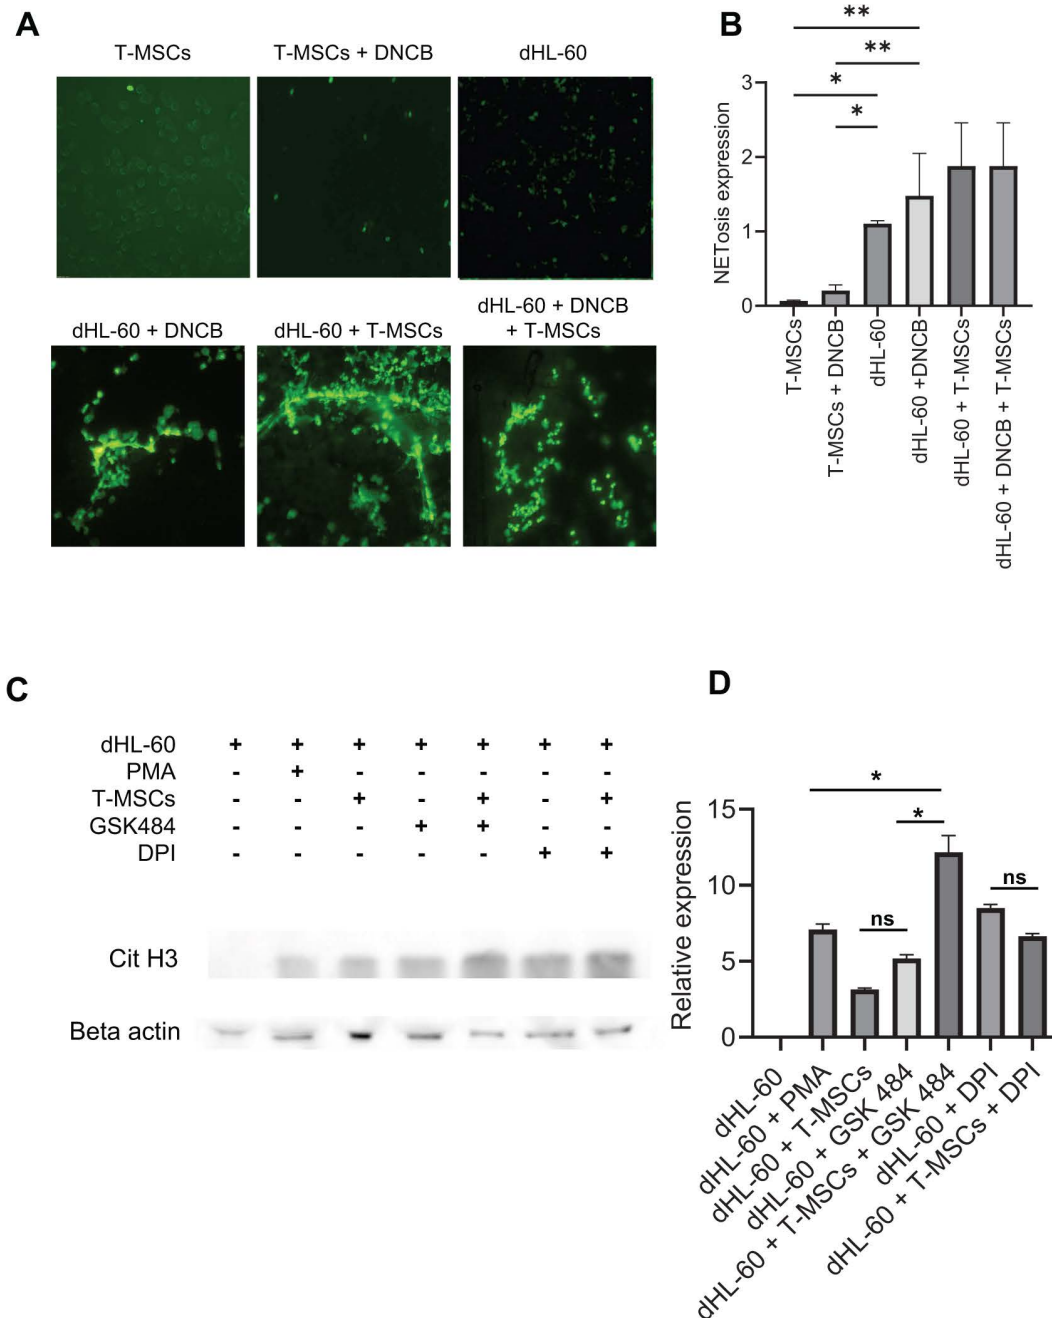 A
T-MSCs
T-MSCs + DNCB
dHL-60
dHL-60 + DNCB
dHL-60 + T-MSCs
dHL-60 + DNCB
+ T-MSCs
B
**
**
*
*
3
2
1
0
NETosis expression
T-MSCs
T-MSCs + DNCB
dHL-60
dHL-60 +DNCB
dHL-60 + T-MSCs
dHL-60 + DNCB + T-MSCs
C
dHL-60 + + + + + + +
PMA - + - - - - -
T-MSCs - - + - + - +
GSK484 - - - + + - -
DPI - - - - - + +
Cit H3
Beta actin
D
*
*
ns
ns
15
10
5
0
Relative expression
dHL-60
dHL-60 + PMA
dHL-60 + T-MSCs
dHL-60 + GSK 484
dHL-60 + T-MSCs + GSK 484
dHL-60 + DPI
dHL-60 + T-MSCs + DPI